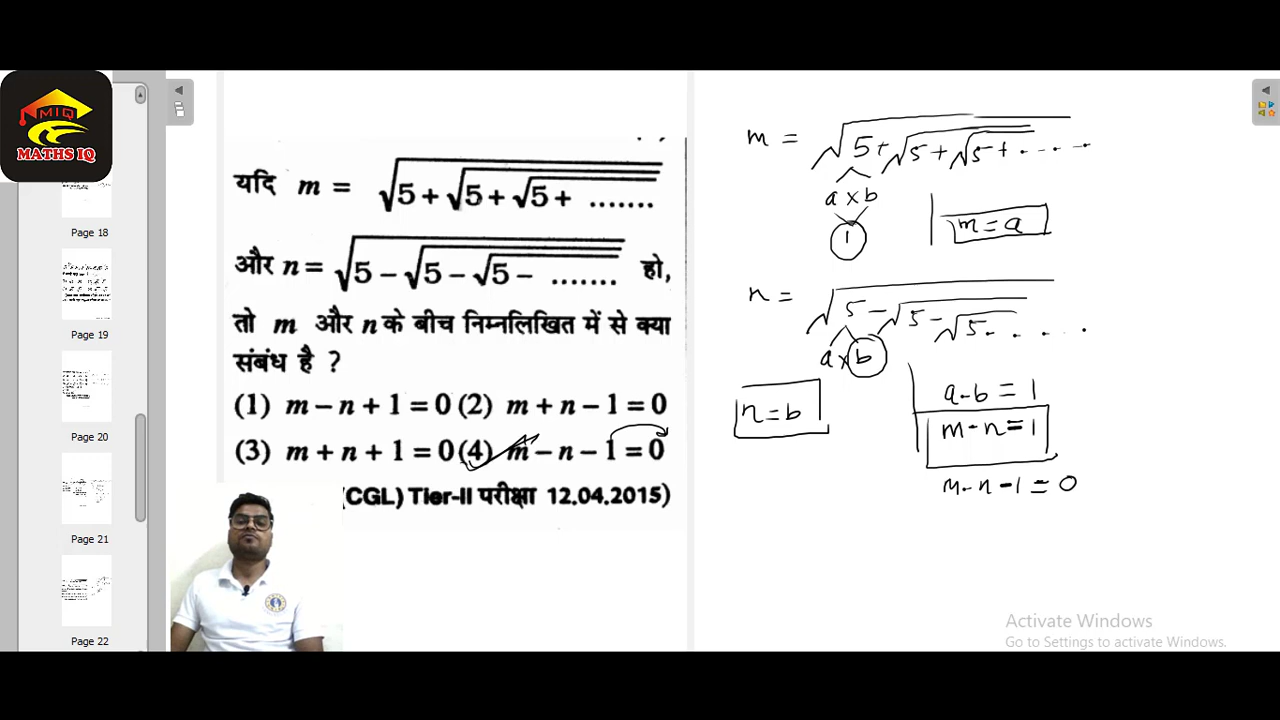 MIQ
MATHS IQ
Page 18
Page 19
Page 20
Page 21
Page 22
यदि m = √5 + √5 + √5 + .......
और n = √5 − √5 − √5 − ....... हो,
तो m और n के बीच निम्नलिखित में से क्या
संबंध है ?
(1) m − n + 1 = 0 (2) m + n − 1 = 0
(3) m + n + 1 = 0 (4) m − n − 1 = 0
(CGL) Tier-II परीक्षा 12.04.2015)
m = √5 + √5 + √5 + .....
a × b
1
m = a
n = √5 − √5 − √5 - . . . .
a × b
n = b
a - b = 1
m - n = 1
m - n - 1 = 0
Activate Windows
Go to Settings to activate Windows.